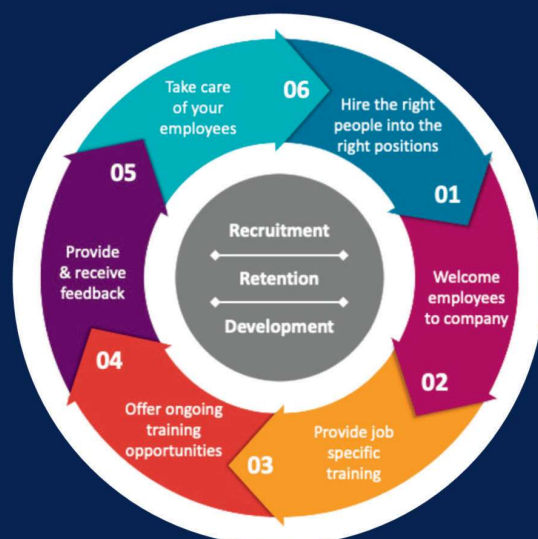 Hire the right
people into the
right positions
01
Welcome
employees
to company
02
Provide job
specific
training
03
Offer ongoing
training
opportunities
04
Provide
& receive
feedback
05
Take care
of your
employees
06
Recruitment
Retention
Development